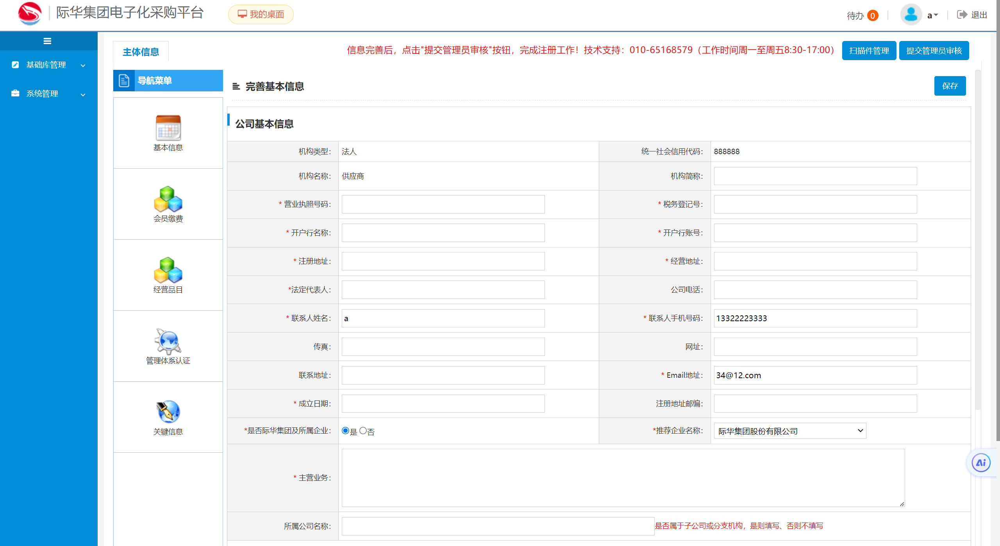 际华集团电子化采购平台
我的桌面
待办 0
a
退出
基础库管理
系统管理
主体信息
信息完善后，点击"提交管理员审核"按钮，完成注册工作！技术支持：010-65168579（工作时间周一至周五8:30-17:00）
扫描件管理
提交管理员审核
导航菜单
基本信息
会员缴费
经营品目
管理体系认证
关键信息
完善基本信息
保存
公司基本信息
机构类型： 法人 统一社会信用代码： 888888
机构名称： 供应商 机构简称：
* 营业执照号码： * 税务登记号：
* 开户行名称： * 开户行账号：
* 注册地址： * 经营地址：
*法定代表人： 公司电话：
* 联系人姓名： a * 联系人手机号码： 13322223333
传真： 网址：
联系地址： * Email地址： 34@12.com
* 成立日期： 注册地址邮编：
*是否际华集团及所属企业： 是 否 *推荐企业名称： 际华集团股份有限公司
* 主营业务：
所属公司名称： 是否属于子公司或分支机构，是则填写、否则不填写
Ai